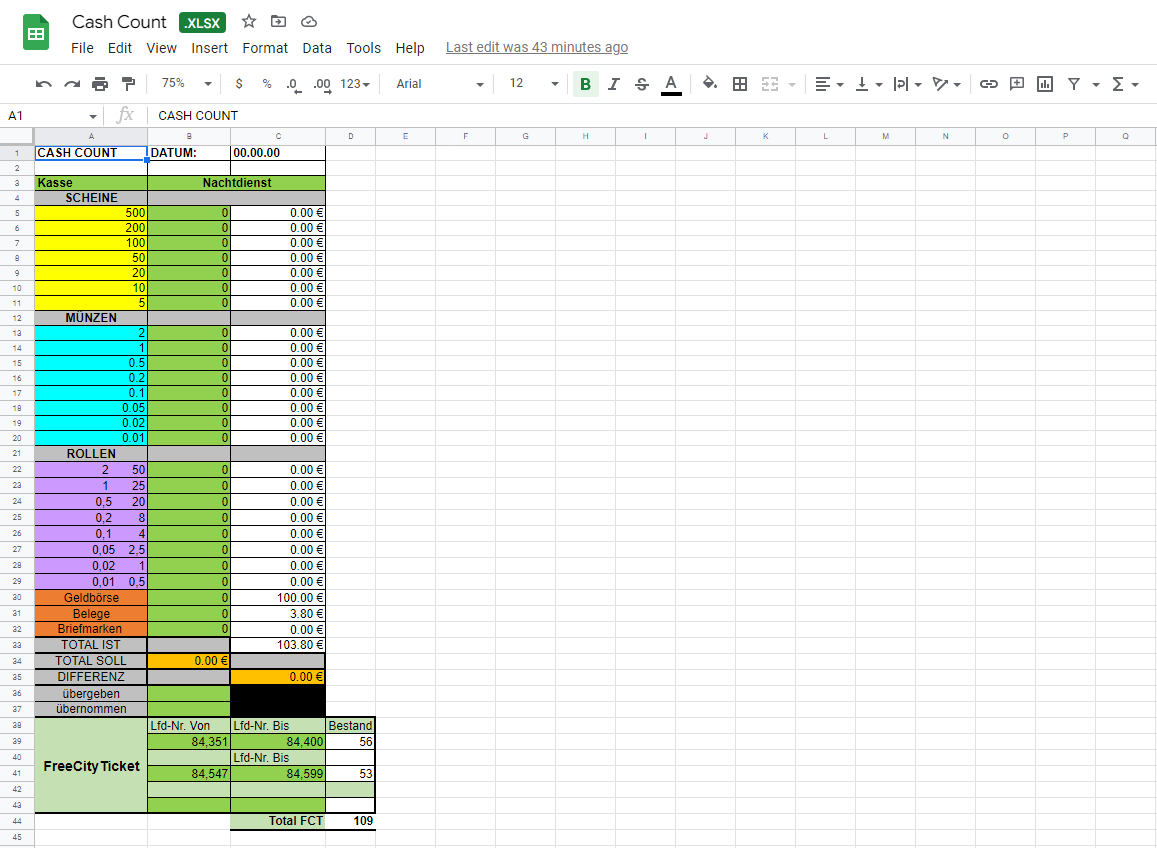 Cash Count .XLSX
File Edit View Insert Format Data Tools Help Last edit was 43 minutes ago
75% $ % .0 .00 123 Arial 12 B I S A
A1 fx CASH COUNT
A B C D E F G H I J K L M N O P Q
1 CASH COUNT DATUM: 00.00.00
2
3 Kasse Nachtdienst
4 SCHEINE
5 500 0 0.00 €
6 200 0 0.00 €
7 100 0 0.00 €
8 50 0 0.00 €
9 20 0 0.00 €
10 10 0 0.00 €
11 5 0 0.00 €
12 MÜNZEN
13 2 0 0.00 €
14 1 0 0.00 €
15 0.5 0 0.00 €
16 0.2 0 0.00 €
17 0.1 0 0.00 €
18 0.05 0 0.00 €
19 0.02 0 0.00 €
20 0.01 0 0.00 €
21 ROLLEN
22 2 50 0 0.00 €
23 1 25 0 0.00 €
24 0,5 20 0 0.00 €
25 0,2 8 0 0.00 €
26 0,1 4 0 0.00 €
27 0,05 2,5 0 0.00 €
28 0,02 1 0 0.00 €
29 0,01 0,5 0 0.00 €
30 Geldbörse 0 100.00 €
31 Belege 0 3.80 €
32 Briefmarken 0 0.00 €
33 TOTAL IST 103.80 €
34 TOTAL SOLL 0.00 €
35 DIFFERENZ 0.00 €
36 übergeben
37 übernommen
38 Lfd-Nr. Von Lfd-Nr. Bis Bestand
39 84,351 84,400 56
40 Lfd-Nr. Bis
FreeCityTicket
41 84,547 84,599 53
42
43
44 Total FCT 109
45